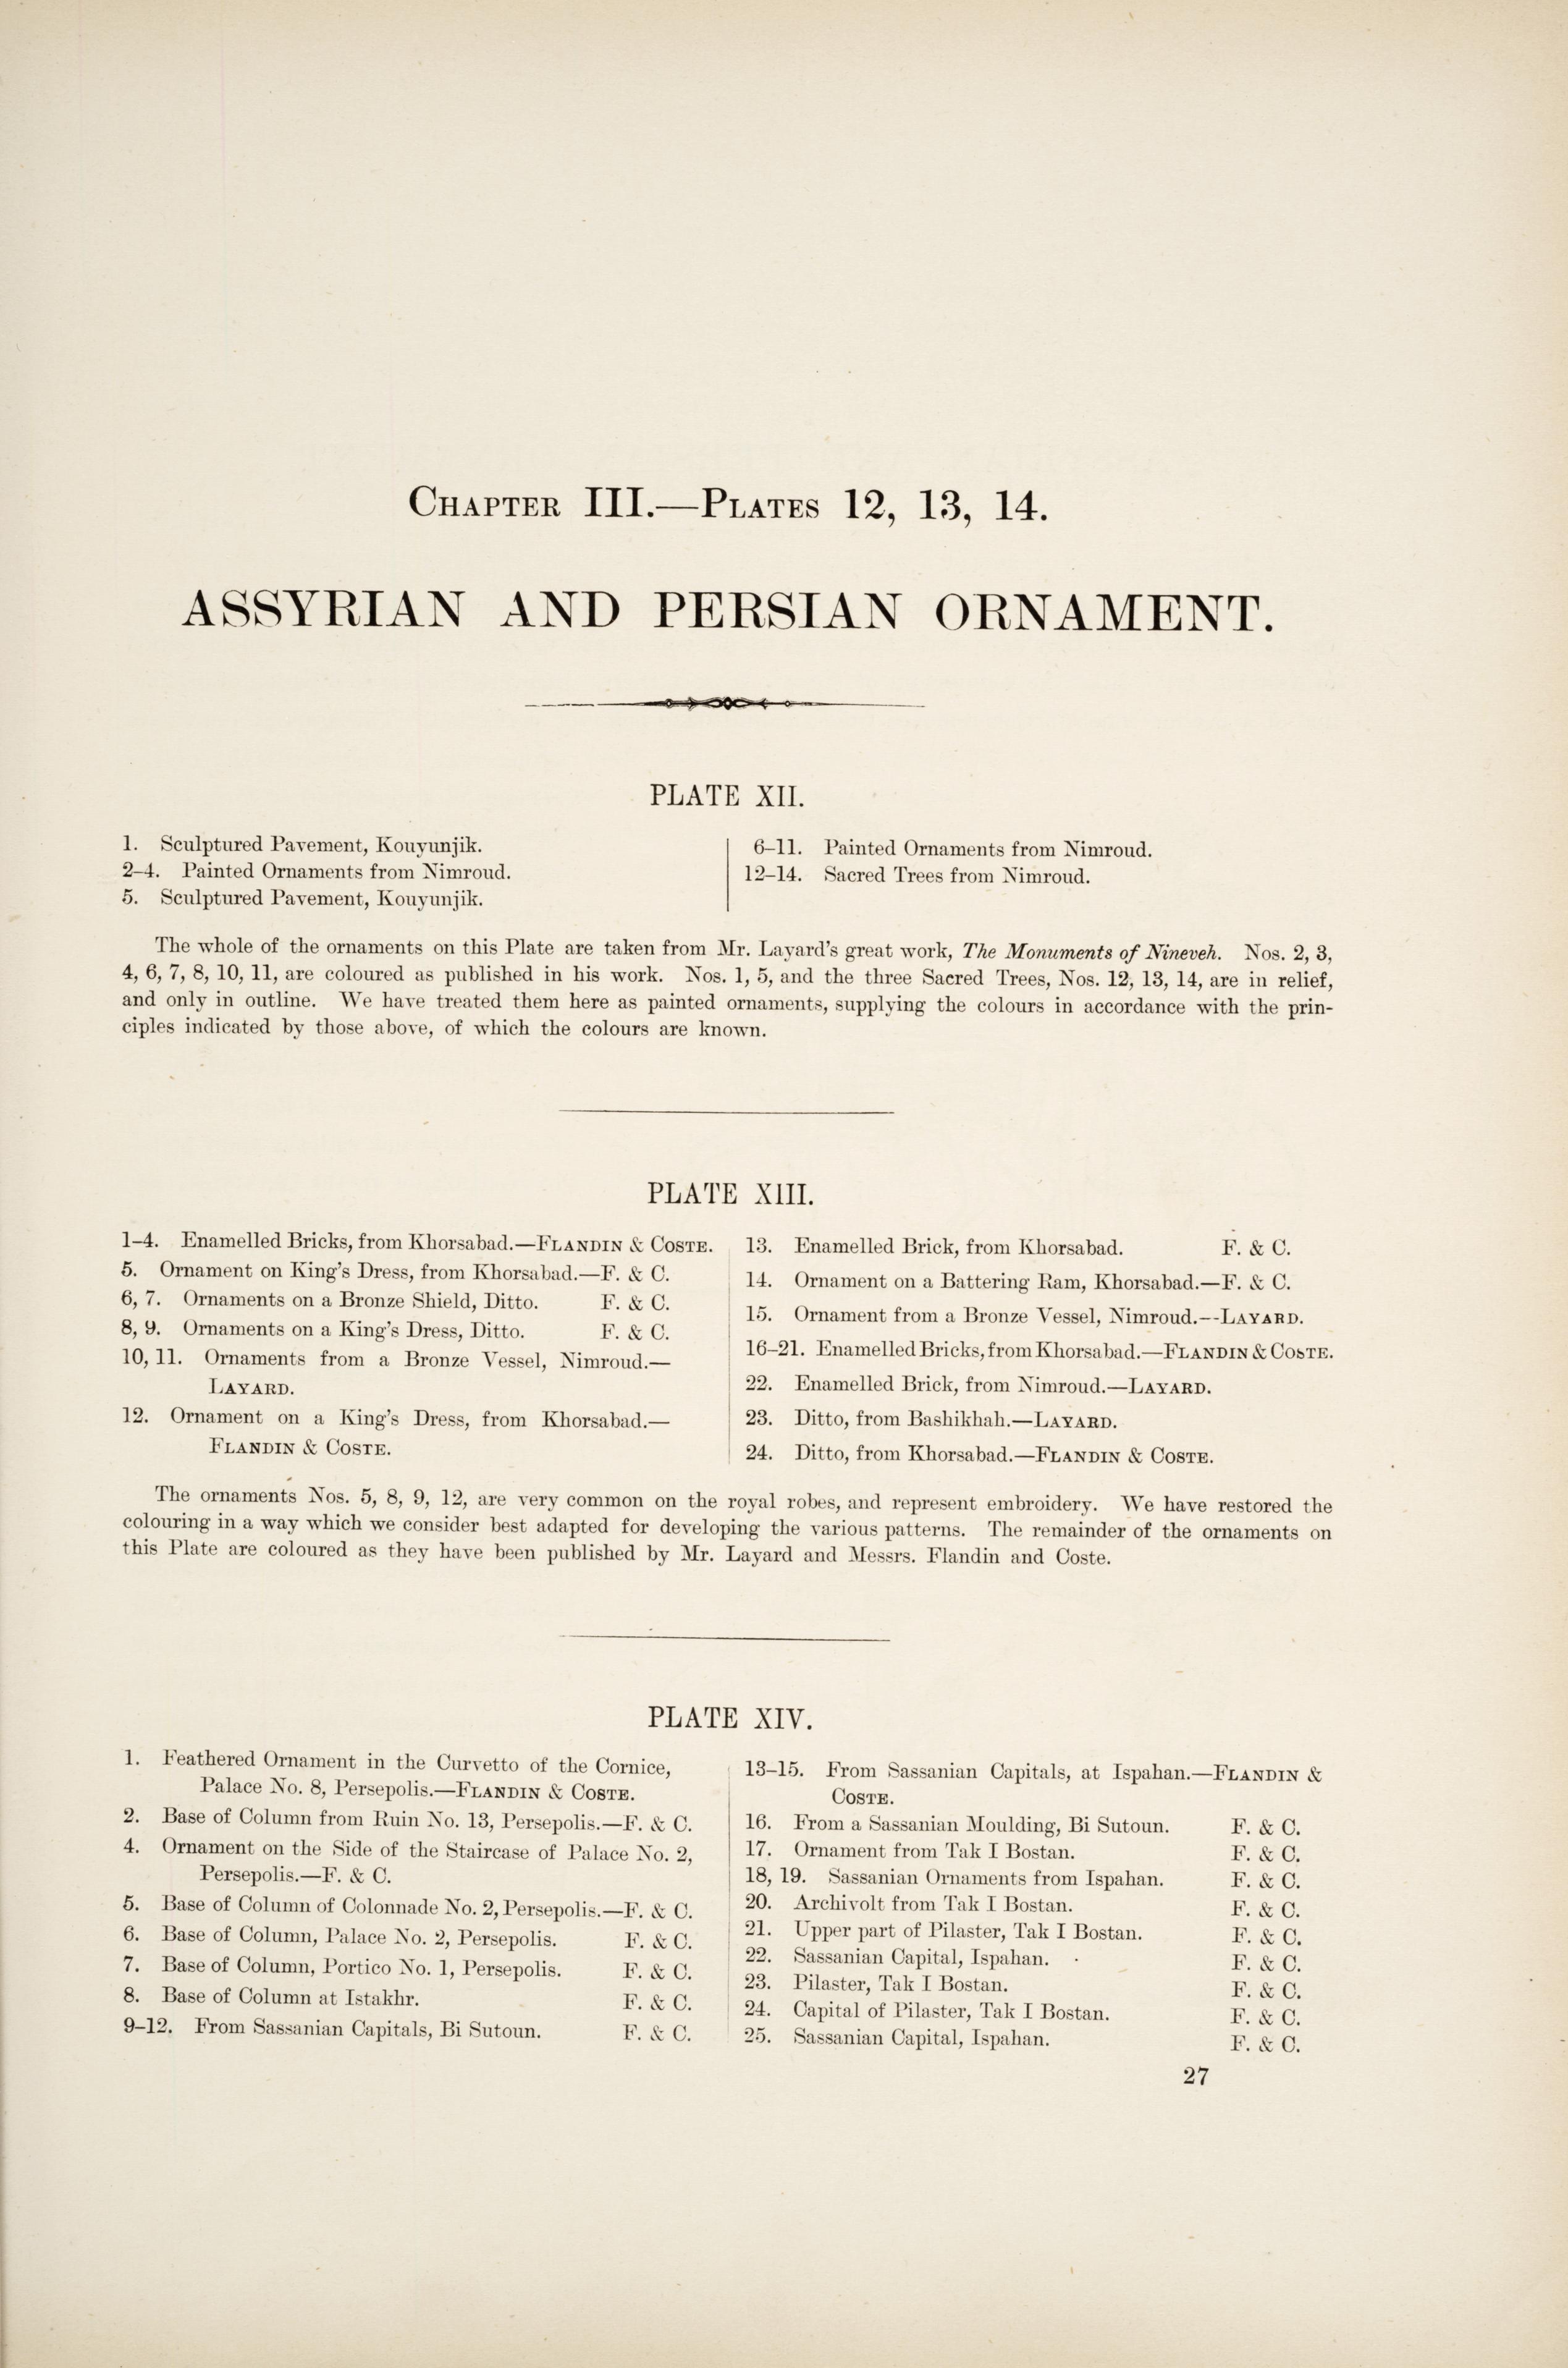 CHAPTER III.—PLATES 12, 13, 14.
ASSYRIAN AND PERSIAN ORNAMENT.
PLATE XII.
1. Sculptured Pavement, Kouyunjik.
2–4. Painted Ornaments from Nimroud.
5. Sculptured Pavement, Kouyunjik.
6–11. Painted Ornaments from Nimroud.
12–14. Sacred Trees from Nimroud.
The whole of the ornaments on this Plate are taken from Mr. Layard's great work, The Monuments of Nineveh. Nos. 2, 3,
4, 6, 7, 8, 10, 11, are coloured as published in his work. Nos. 1, 5, and the three Sacred Trees, Nos. 12, 13, 14, are in relief,
and only in outline. We have treated them here as painted ornaments, supplying the colours in accordance with the prin-
ciples indicated by those above, of which the colours are known.
PLATE XIII.
1–4. Enamelled Bricks, from Khorsabad.—FLANDIN & COSTE.
5. Ornament on King's Dress, from Khorsabad.—F. & C.
6, 7. Ornaments on a Bronze Shield, Ditto. F. & C.
8, 9. Ornaments on a King's Dress, Ditto. F. & C.
10, 11. Ornaments from a Bronze Vessel, Nimroud.—
LAYARD.
12. Ornament on a King's Dress, from Khorsabad.—
FLANDIN & COSTE.
13. Enamelled Brick, from Khorsabad. F. & C.
14. Ornament on a Battering Ram, Khorsabad.—F. & C.
15. Ornament from a Bronze Vessel, Nimroud.--LAYARD.
16–21. Enamelled Bricks, from Khorsabad.—FLANDIN & COSTE.
22. Enamelled Brick, from Nimroud.—LAYARD.
23. Ditto, from Bashikhah.—LAYARD.
24. Ditto, from Khorsabad.—FLANDIN & COSTE.
The ornaments Nos. 5, 8, 9, 12, are very common on the royal robes, and represent embroidery. We have restored the
colouring in a way which we consider best adapted for developing the various patterns. The remainder of the ornaments on
this Plate are coloured as they have been published by Mr. Layard and Messrs. Flandin and Coste.
PLATE XIV.
1. Feathered Ornament in the Curvetto of the Cornice,
Palace No. 8, Persepolis.—FLANDIN & COSTE.
2. Base of Column from Ruin No. 13, Persepolis.—F. & C.
4. Ornament on the Side of the Staircase of Palace No. 2,
Persepolis.—F. & C.
5. Base of Column of Colonnade No. 2, Persepolis.—F. & C.
6. Base of Column, Palace No. 2, Persepolis. F. & C.
7. Base of Column, Portico No. 1, Persepolis. F. & C.
8. Base of Column at Istakhr. F. & C.
9–12. From Sassanian Capitals, Bi Sutoun. F. & C.
13–15. From Sassanian Capitals, at Ispahan.—FLANDIN &
COSTE.
16. From a Sassanian Moulding, Bi Sutoun. F. & C.
17. Ornament from Tak I Bostan. F. & C.
18, 19. Sassanian Ornaments from Ispahan. F. & C.
20. Archivolt from Tak I Bostan. F. & C.
21. Upper part of Pilaster, Tak I Bostan. F. & C.
22. Sassanian Capital, Ispahan. F. & C.
23. Pilaster, Tak I Bostan. F. & C.
24. Capital of Pilaster, Tak I Bostan. F. & C.
25. Sassanian Capital, Ispahan. F. & C.
27